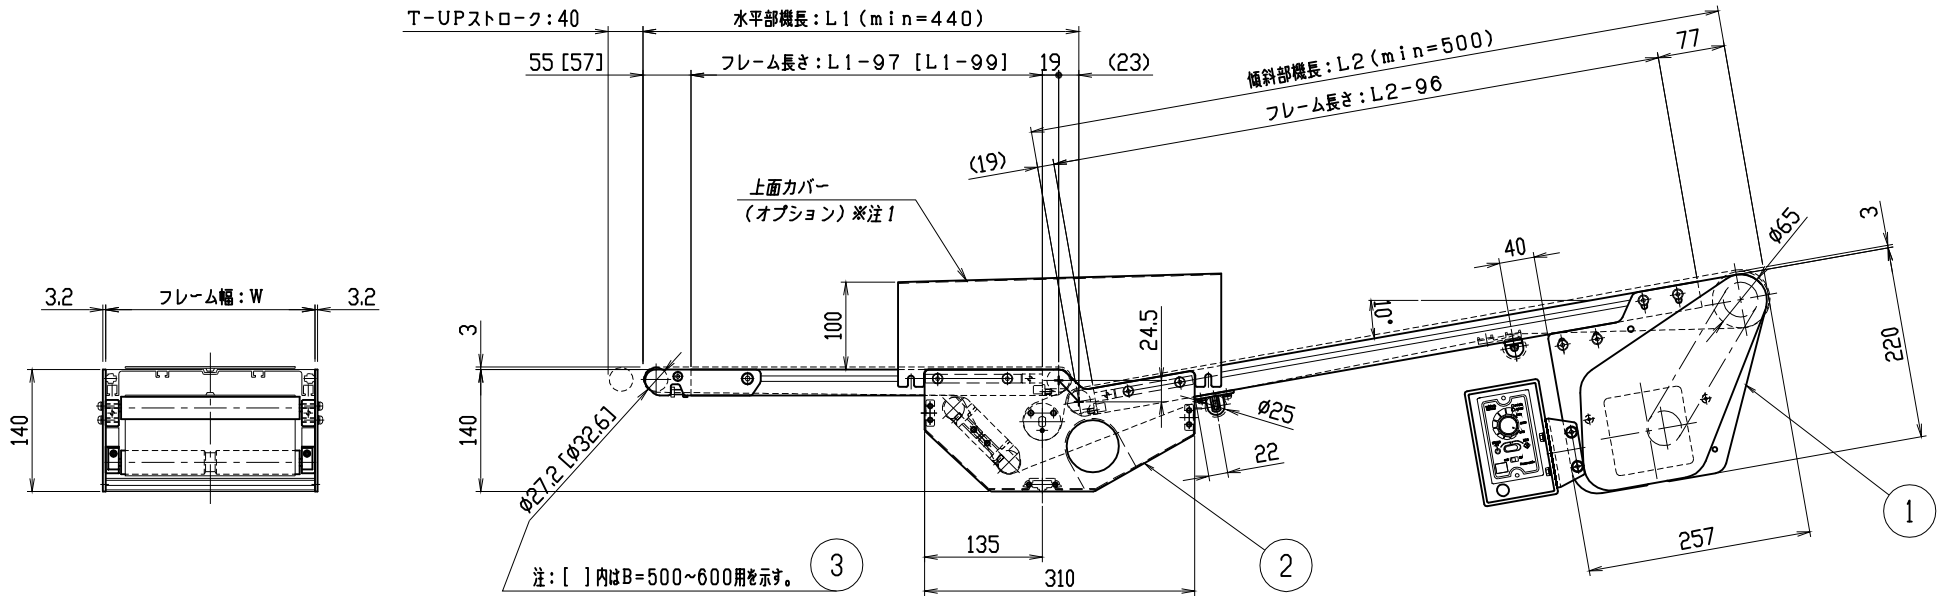 T-UPストローク:40
水平部機長:L1(min=440)
55 [57]
フレーム長さ:L1-97 [L1-99]
19
(23)
傾斜部機長:L2(min=500)
77
フレーム長さ:L2-96
(19)
上面カバー
(オプション)※注1
ø65
3
40
3.2
フレーム幅:W
3.2
3
100
24.5
10°
220
140
140
ø27.2 [ø32.6]
ø25
22
135
310
257
1
2
3
注:[ ]内はB=500~600用を示す。